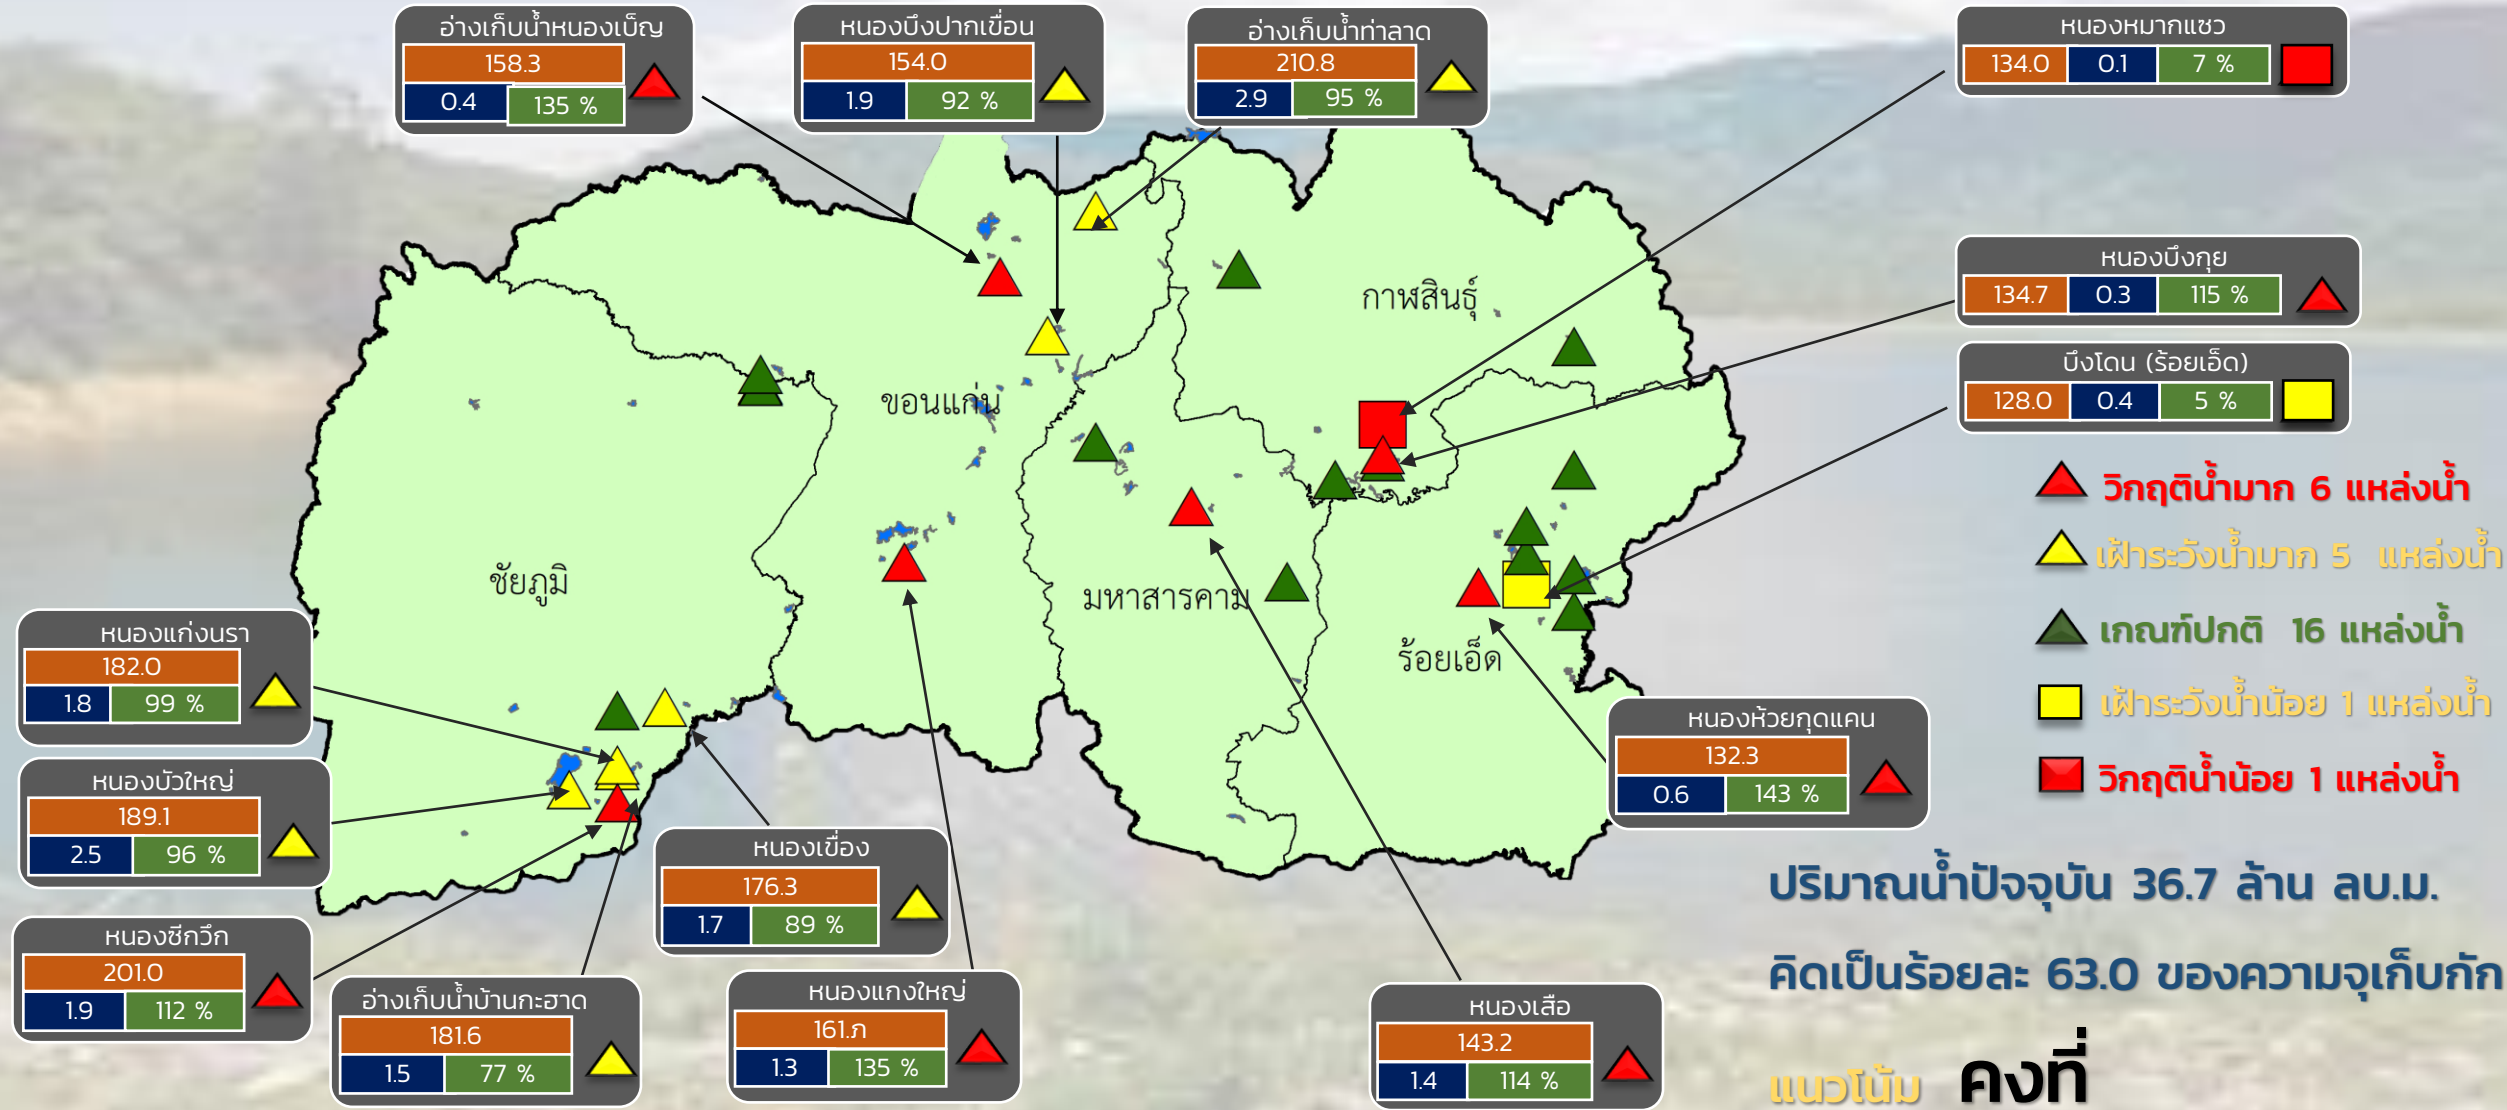 อ่างเก็บน้ำหนองเบ็ญ
158.3
0.4 135 %
หนองบึงปากเขื่อน
154.0
1.9 92 %
อ่างเก็บน้ำท่าลาด
210.8
2.9 95 %
หนองหมากแซว
134.0 0.1 7 %
หนองบึงกุย
134.7 0.3 115 %
บึงโดน (ร้อยเอ็ด)
128.0 0.4 5 %
กาฬสินธุ์
ขอนแก่น
ชัยภูมิ
มหาสารคาม
ร้อยเอ็ด
วิกฤติน้ำมาก 6 แหล่งน้ำ
เฝ้าระวังน้ำมาก 5 แหล่งน้ำ
เกณฑ์ปกติ 16 แหล่งน้ำ
เฝ้าระวังน้ำน้อย 1 แหล่งน้ำ
วิกฤติน้ำน้อย 1 แหล่งน้ำ
หนองแก่งนรา
182.0
1.8 99 %
หนองบัวใหญ่
189.1
2.5 96 %
หนองซีกวึก
201.0
1.9 112 %
อ่างเก็บน้ำบ้านกะฮาด
181.6
1.5 77 %
หนองเขื่อง
176.3
1.7 89 %
หนองแกงใหญ่
161.ภ
1.3 135 %
หนองเสือ
143.2
1.4 114 %
หนองห้วยกุดแคน
132.3
0.6 143 %
ปริมาณน้ำปัจจุบัน 36.7 ล้าน ลบ.ม.
คิดเป็นร้อยละ 63.0 ของความจุเก็บกัก
แนวโน้ม คงที่